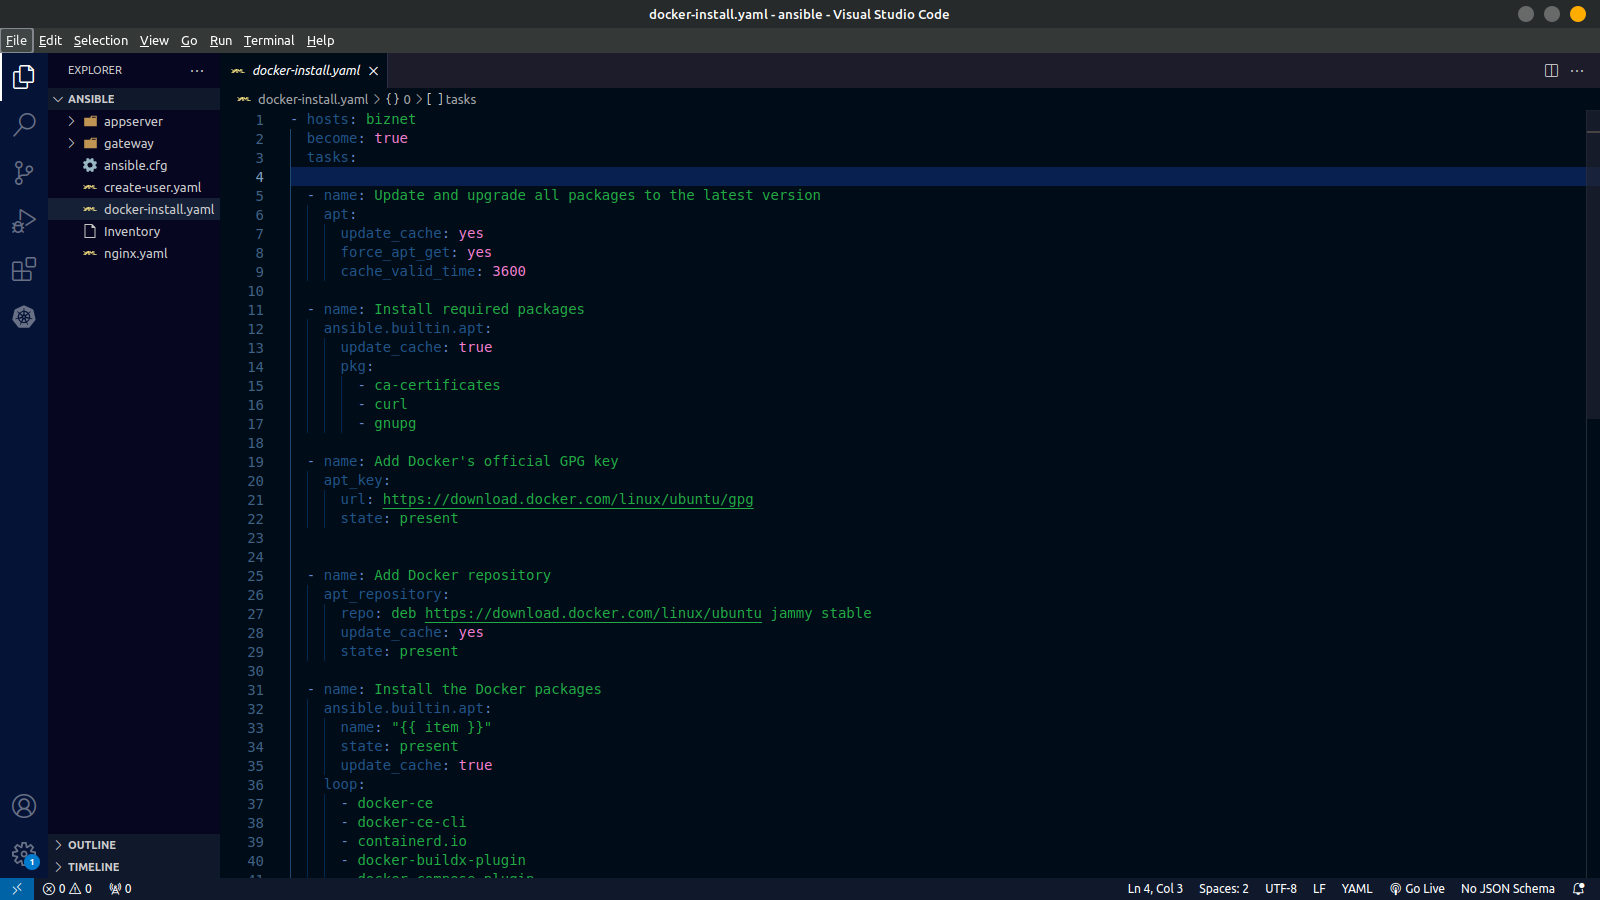 docker-install.yaml - ansible - Visual Studio Code
File Edit Selection View Go Run Terminal Help
EXPLORER
ANSIBLE
appserver
gateway
ansible.cfg
create-user.yaml
docker-install.yaml
Inventory
nginx.yaml
OUTLINE
TIMELINE
docker-install.yaml
docker-install.yaml > {} 0 > [ ] tasks
1 - hosts: biznet
2 become: true
3 tasks:
4
5 - name: Update and upgrade all packages to the latest version
6 apt:
7 update_cache: yes
8 force_apt_get: yes
9 cache_valid_time: 3600
10
11 - name: Install required packages
12 ansible.builtin.apt:
13 update_cache: true
14 pkg:
15 - ca-certificates
16 - curl
17 - gnupg
18
19 - name: Add Docker's official GPG key
20 apt_key:
21 url: https://download.docker.com/linux/ubuntu/gpg
22 state: present
23
24
25 - name: Add Docker repository
26 apt_repository:
27 repo: deb https://download.docker.com/linux/ubuntu jammy stable
28 update_cache: yes
29 state: present
30
31 - name: Install the Docker packages
32 ansible.builtin.apt:
33 name: "{{ item }}"
34 state: present
35 update_cache: true
36 loop:
37 - docker-ce
38 - docker-ce-cli
39 - containerd.io
40 - docker-buildx-plugin
41 - docker-compose-plugin
1
0 0 0 Ln 4, Col 3 Spaces: 2 UTF-8 LF YAML Go Live No JSON Schema